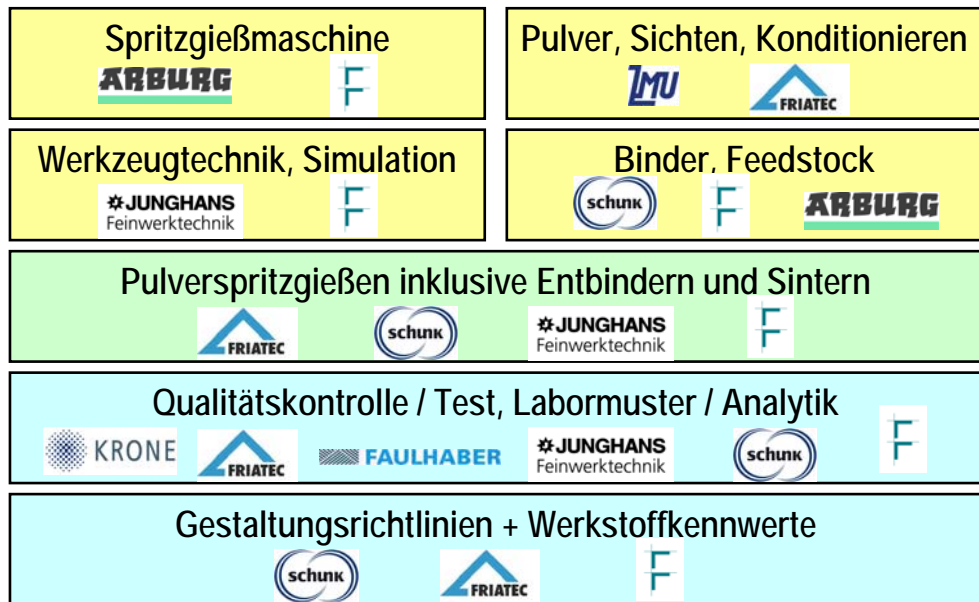 Spritzgießmaschine
ARBURG F
Pulver, Sichten, Konditionieren
ZMU FRIATEC
Werkzeugtechnik, Simulation
JUNGHANS
Feinwerktechnik F
Binder, Feedstock
schunk F ARBURG
Pulverspritzgießen inklusive Entbindern und Sintern
FRIATEC schunk JUNGHANS
Feinwerktechnik F
Qualitätskontrolle / Test, Labormuster / Analytik
KRONE FRIATEC FAULHABER JUNGHANS
Feinwerktechnik schunk F
Gestaltungsrichtlinien + Werkstoffkennwerte
schunk FRIATEC F